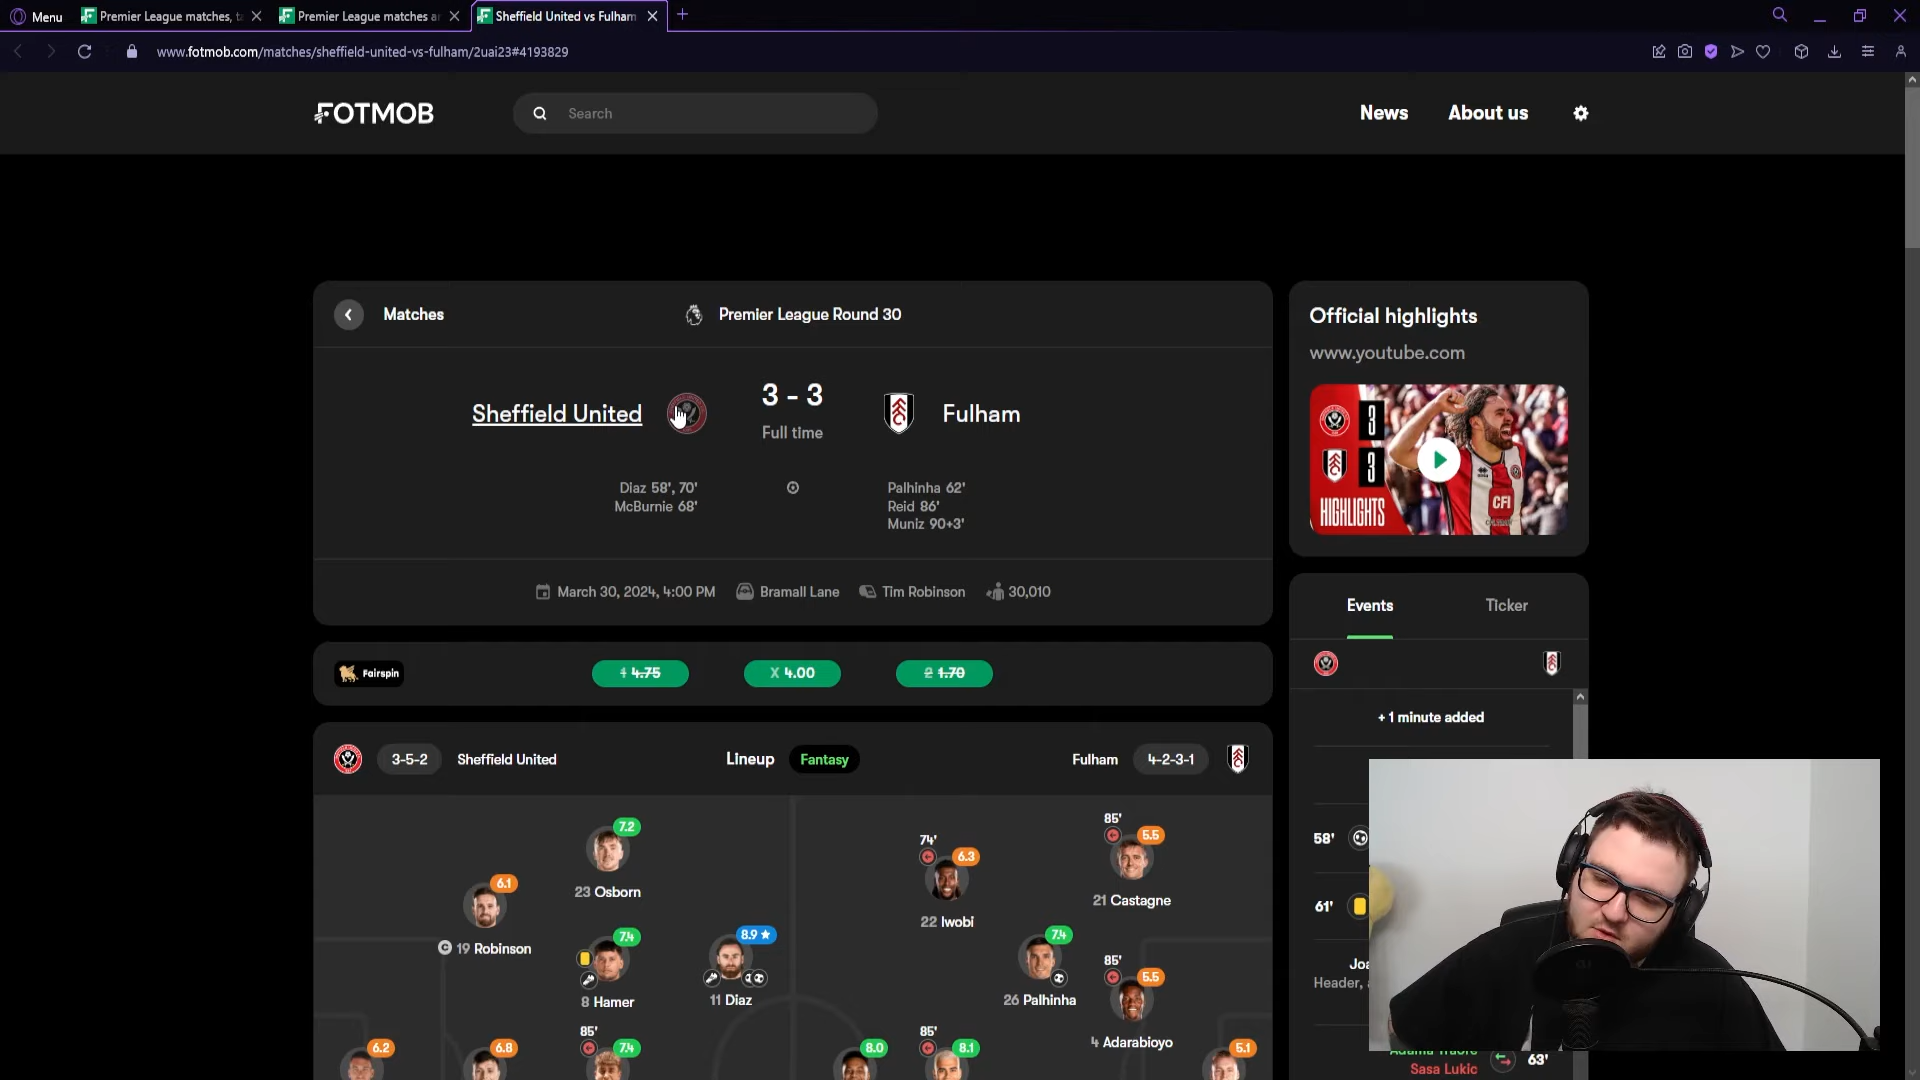 Menu
Premier League matches, ta
Premier League matches ar
Sheffield United vs Fulham
www.fotmob.com/matches/sheffield-united-vs-fulham/2uai23#4193829
FOTMOB
Search
News
About us
Matches
Premier League Round 30
Sheffield United
3 - 3
Full time
Fulham
Diaz 58', 70'
McBurnie 68'
Palhinha 62'
Reid 86'
Muniz 90+3'
March 30, 2024, 4:00 PM
Bramall Lane
Tim Robinson
30,010
Official highlights
www.youtube.com
3
3
CFI
HIGHLIGHTS
Events
Ticker
+ 1 minute added
58'
61'
Header,
Sasa Lukic
63'
Fairspin
1 4.75
X 4.00
2 1.70
3-5-2
Sheffield United
Lineup
Fantasy
Fulham
4-2-3-1
7.2
23 Osborn
6.1
C 19 Robinson
7.4
8 Hamer
8.9
11 Diaz
74'
6.3
22 Iwobi
85'
5.5
21 Castagne
7.4
26 Palhinha
85'
5.5
4 Adarabioyo
6.2
6.8
85'
7.4
8.0
85'
8.1
5.1